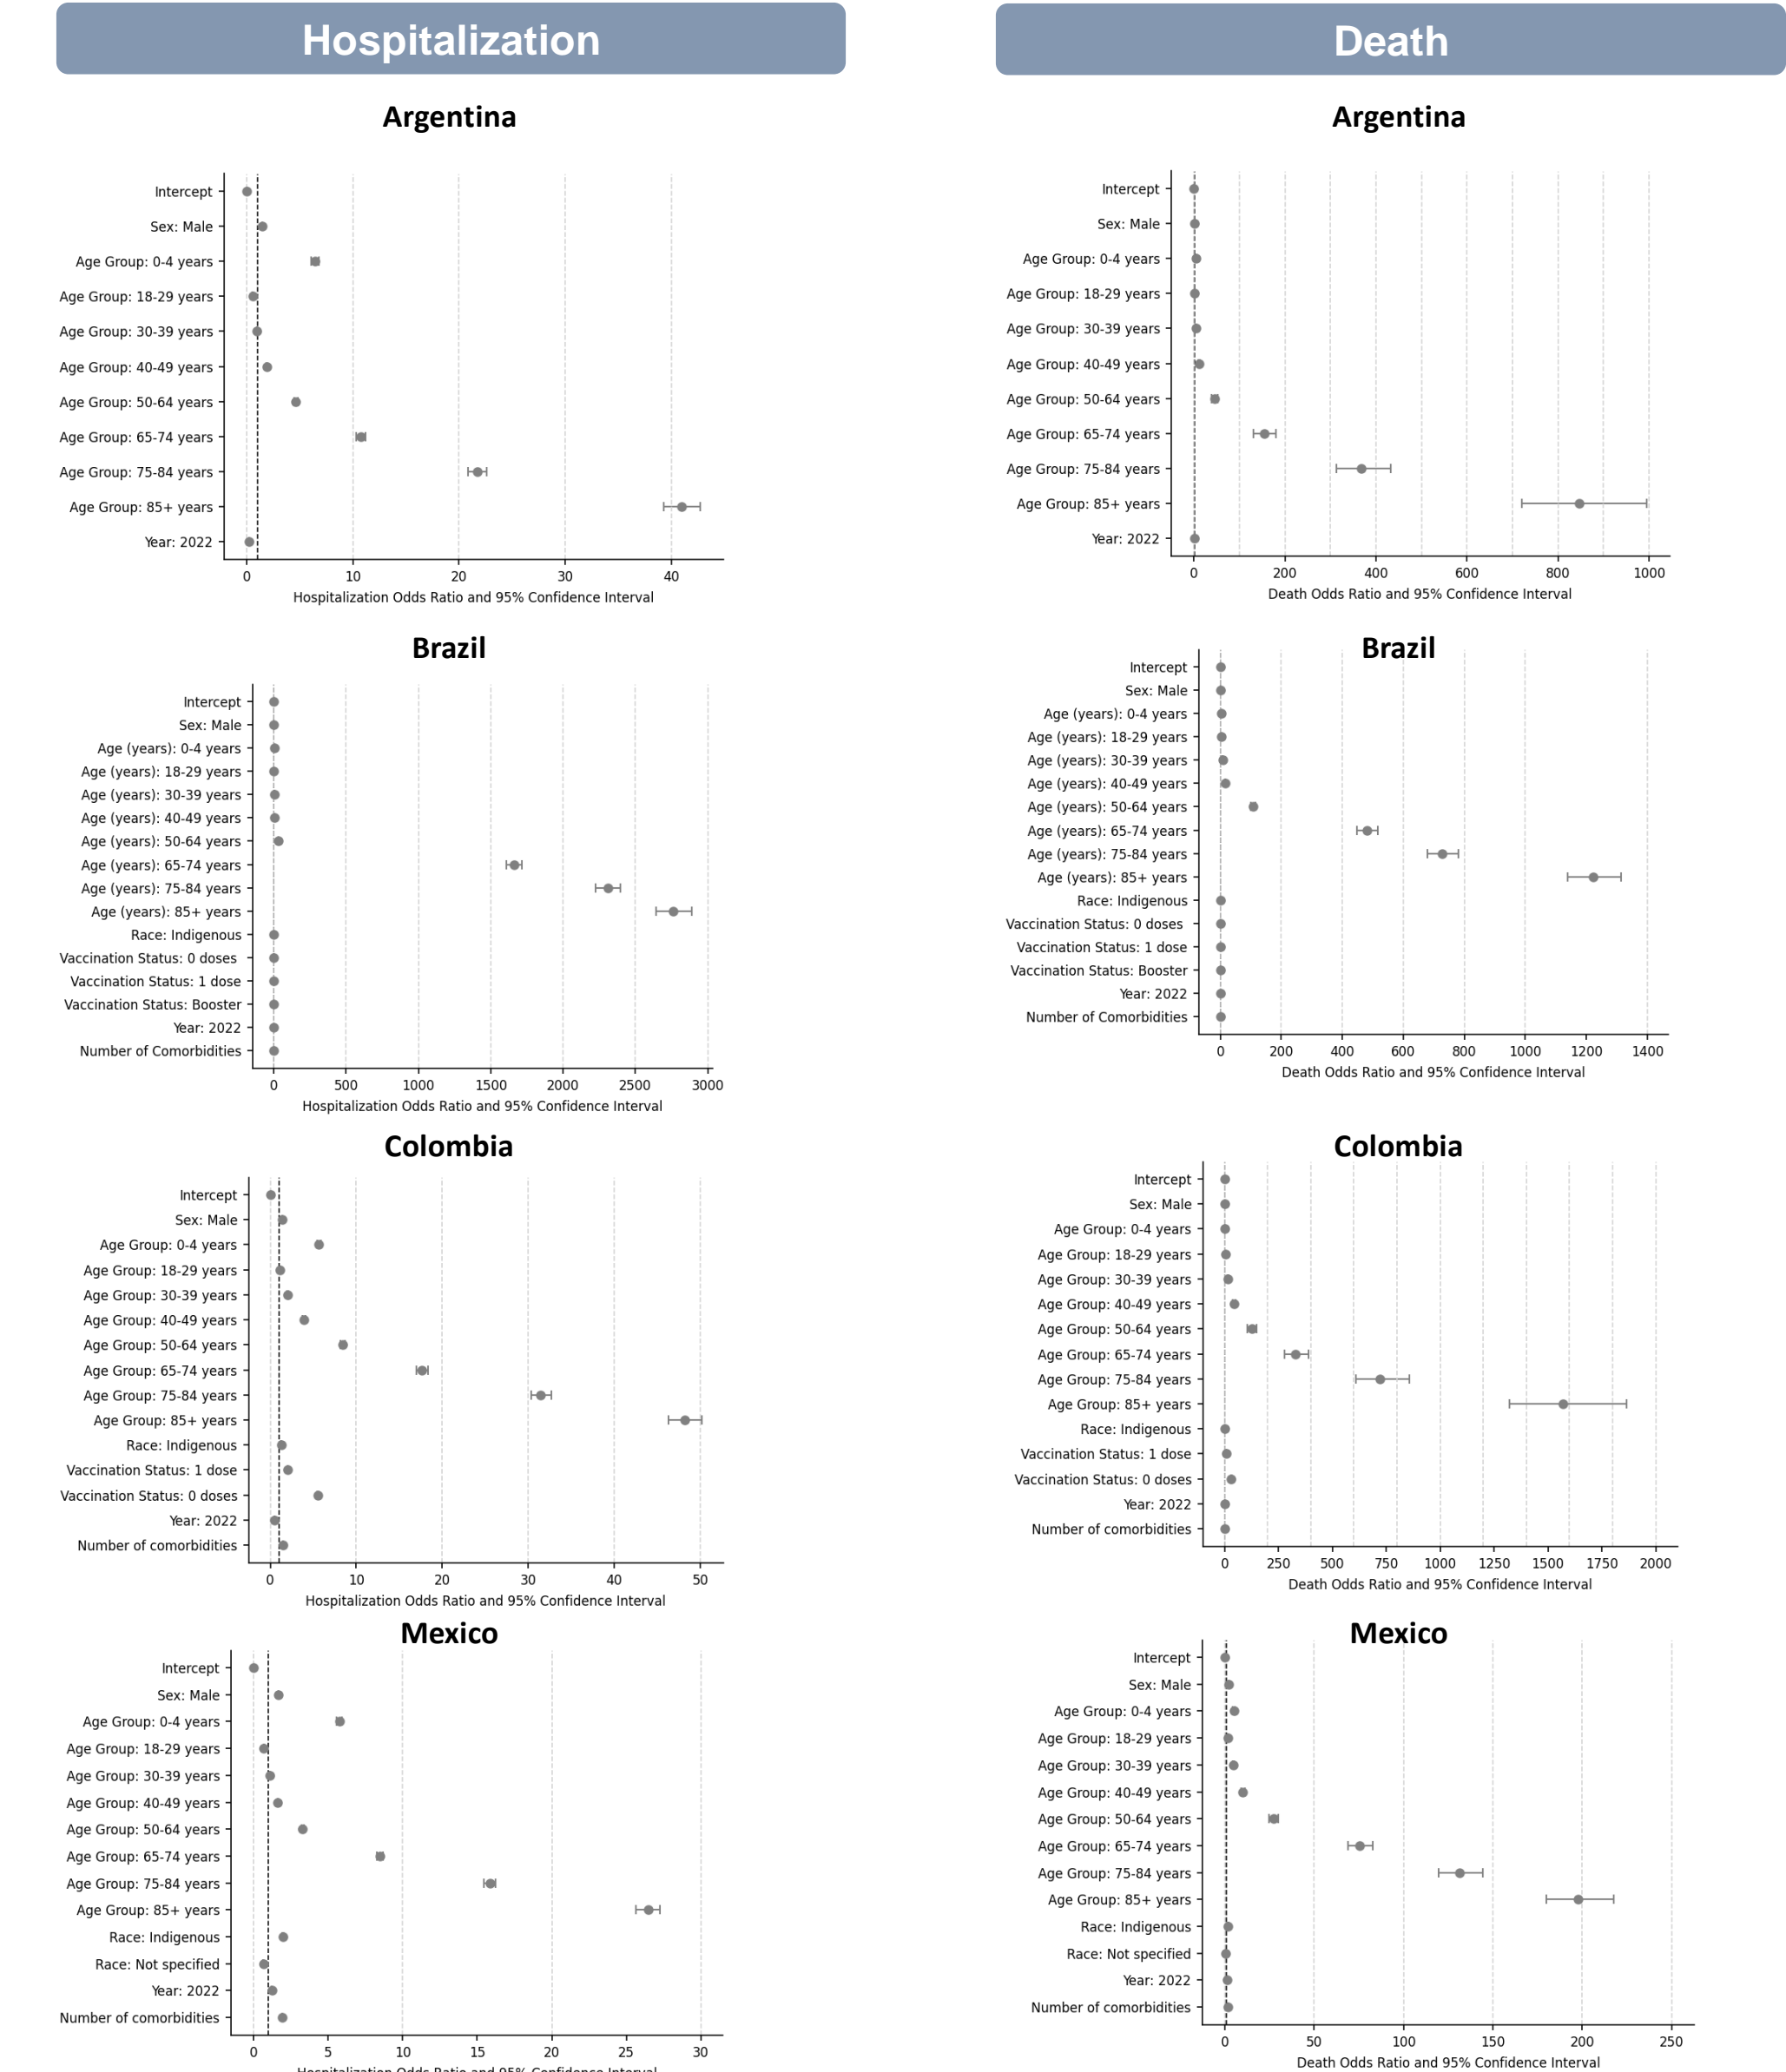 Hospitalization
Death
Argentina
Intercept
Sex: Male
Age Group: 0-4 years
Age Group: 18-29 years
Age Group: 30-39 years
Age Group: 40-49 years
Age Group: 50-64 years
Age Group: 65-74 years
Age Group: 75-84 years
Age Group: 85+ years
Year: 2022
0 10 20 30 40
Hospitalization Odds Ratio and 95% Confidence Interval
Argentina
Intercept
Sex: Male
Age Group: 0-4 years
Age Group: 18-29 years
Age Group: 30-39 years
Age Group: 40-49 years
Age Group: 50-64 years
Age Group: 65-74 years
Age Group: 75-84 years
Age Group: 85+ years
Year: 2022
0 200 400 600 800 1000
Death Odds Ratio and 95% Confidence Interval
Brazil
Intercept
Sex: Male
Age (years): 0-4 years
Age (years): 18-29 years
Age (years): 30-39 years
Age (years): 40-49 years
Age (years): 50-64 years
Age (years): 65-74 years
Age (years): 75-84 years
Age (years): 85+ years
Race: Indigenous
Vaccination Status: 0 doses
Vaccination Status: 1 dose
Vaccination Status: Booster
Year: 2022
Number of Comorbidities
0 500 1000 1500 2000 2500 3000
Hospitalization Odds Ratio and 95% Confidence Interval
Brazil
Intercept
Sex: Male
Age (years): 0-4 years
Age (years): 18-29 years
Age (years): 30-39 years
Age (years): 40-49 years
Age (years): 50-64 years
Age (years): 65-74 years
Age (years): 75-84 years
Age (years): 85+ years
Race: Indigenous
Vaccination Status: 0 doses
Vaccination Status: 1 dose
Vaccination Status: Booster
Year: 2022
Number of Comorbidities
0 200 400 600 800 1000 1200 1400
Death Odds Ratio and 95% Confidence Interval
Colombia
Intercept
Sex: Male
Age Group: 0-4 years
Age Group: 18-29 years
Age Group: 30-39 years
Age Group: 40-49 years
Age Group: 50-64 years
Age Group: 65-74 years
Age Group: 75-84 years
Age Group: 85+ years
Race: Indigenous
Vaccination Status: 1 dose
Vaccination Status: 0 doses
Year: 2022
Number of comorbidities
0 10 20 30 40 50
Hospitalization Odds Ratio and 95% Confidence Interval
Colombia
Intercept
Sex: Male
Age Group: 0-4 years
Age Group: 18-29 years
Age Group: 30-39 years
Age Group: 40-49 years
Age Group: 50-64 years
Age Group: 65-74 years
Age Group: 75-84 years
Age Group: 85+ years
Race: Indigenous
Vaccination Status: 1 dose
Vaccination Status: 0 doses
Year: 2022
Number of comorbidities
0 250 500 750 1000 1250 1500 1750 2000
Death Odds Ratio and 95% Confidence Interval
Mexico
Intercept
Sex: Male
Age Group: 0-4 years
Age Group: 18-29 years
Age Group: 30-39 years
Age Group: 40-49 years
Age Group: 50-64 years
Age Group: 65-74 years
Age Group: 75-84 years
Age Group: 85+ years
Race: Indigenous
Race: Not specified
Year: 2022
Number of comorbidities
0 5 10 15 20 25 30
Hospitalization Odds Ratio and 95% Confidence Interval
Mexico
Intercept
Sex: Male
Age Group: 0-4 years
Age Group: 18-29 years
Age Group: 30-39 years
Age Group: 40-49 years
Age Group: 50-64 years
Age Group: 65-74 years
Age Group: 75-84 years
Age Group: 85+ years
Race: Indigenous
Race: Not specified
Year: 2022
Number of comorbidities
0 50 100 150 200 250
Death Odds Ratio and 95% Confidence Interval